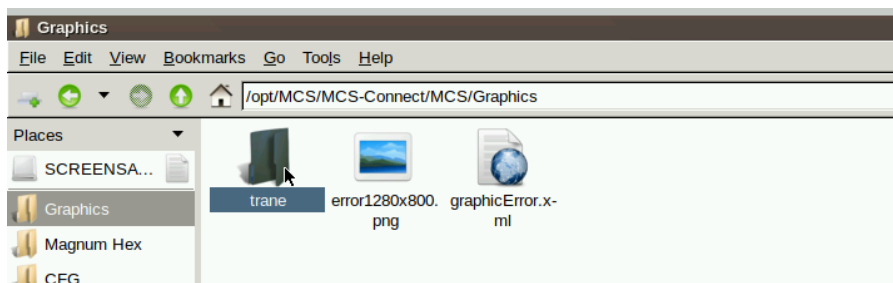 Graphics
File Edit View Bookmarks Go Tools Help
/opt/MCS/MCS-Connect/MCS/Graphics
Places
SCREENSA...
Graphics
Magnum Hex
CFG
trane
error1280x800.
png
graphicError.x-
ml